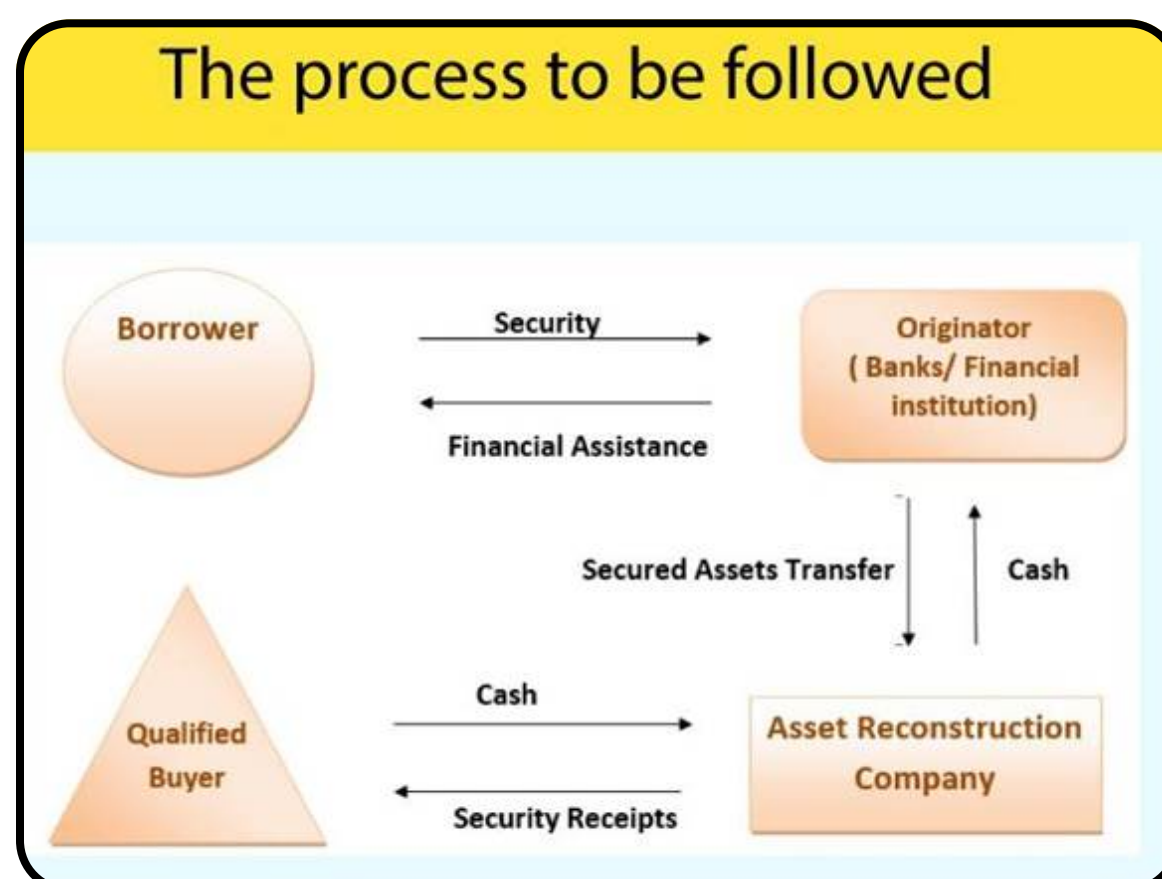 The process to be followed
Borrower
Security
Originator
( Banks/ Financial
institution)
Financial Assistance
Secured Assets Transfer
Cash
Cash
Qualified
Buyer
Asset Reconstruction
Company
Security Receipts